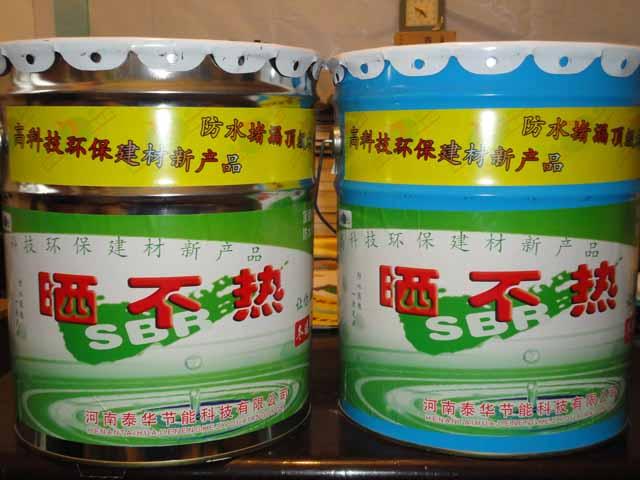 高科技环保建材新产品
防水堵漏顶
科技环保建材新产品
晒不热
SBR
河南泰华节能科技有限公司
高科技环保建材新产品
防水堵漏顶
科技环保建材新产品
晒不热
SBR
河南泰华节能科技有限公司